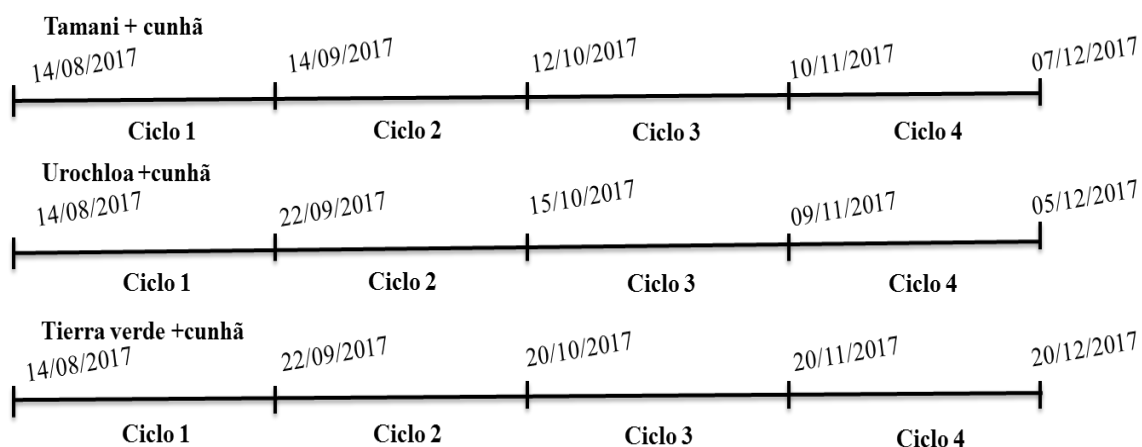 Tamani + cunhã
14/08/2017 14/09/2017 12/10/2017 10/11/2017 07/12/2017
Ciclo 1 Ciclo 2 Ciclo 3 Ciclo 4
Urochloa +cunhã
14/08/2017 22/09/2017 15/10/2017 09/11/2017 05/12/2017
Ciclo 1 Ciclo 2 Ciclo 3 Ciclo 4
Tierra verde +cunhã
14/08/2017 22/09/2017 20/10/2017 20/11/2017 20/12/2017
Ciclo 1 Ciclo 2 Ciclo 3 Ciclo 4